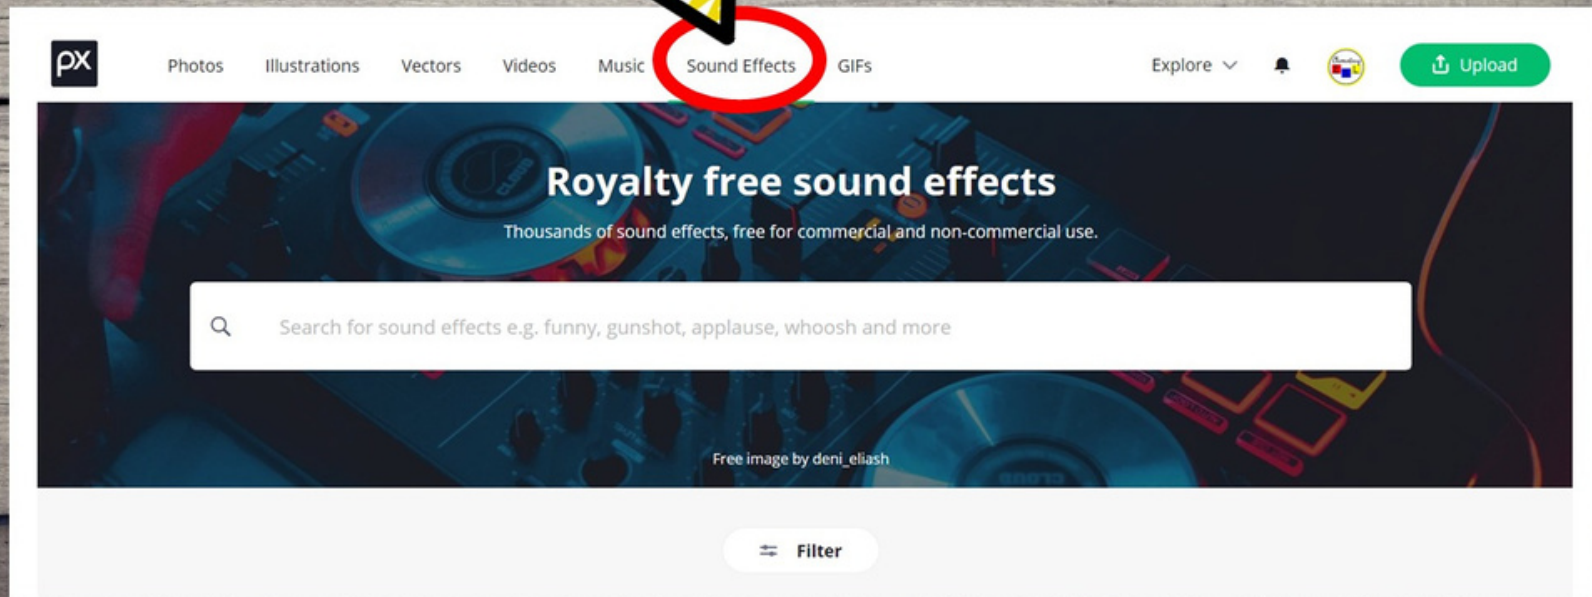 px
Photos Illustrations Vectors Videos Music Sound Effects GIFs Explore Upload
Royalty free sound effects
Thousands of sound effects, free for commercial and non-commercial use.
Search for sound effects e.g. funny, gunshot, applause, whoosh and more
Free image by deni_eliash
Filter